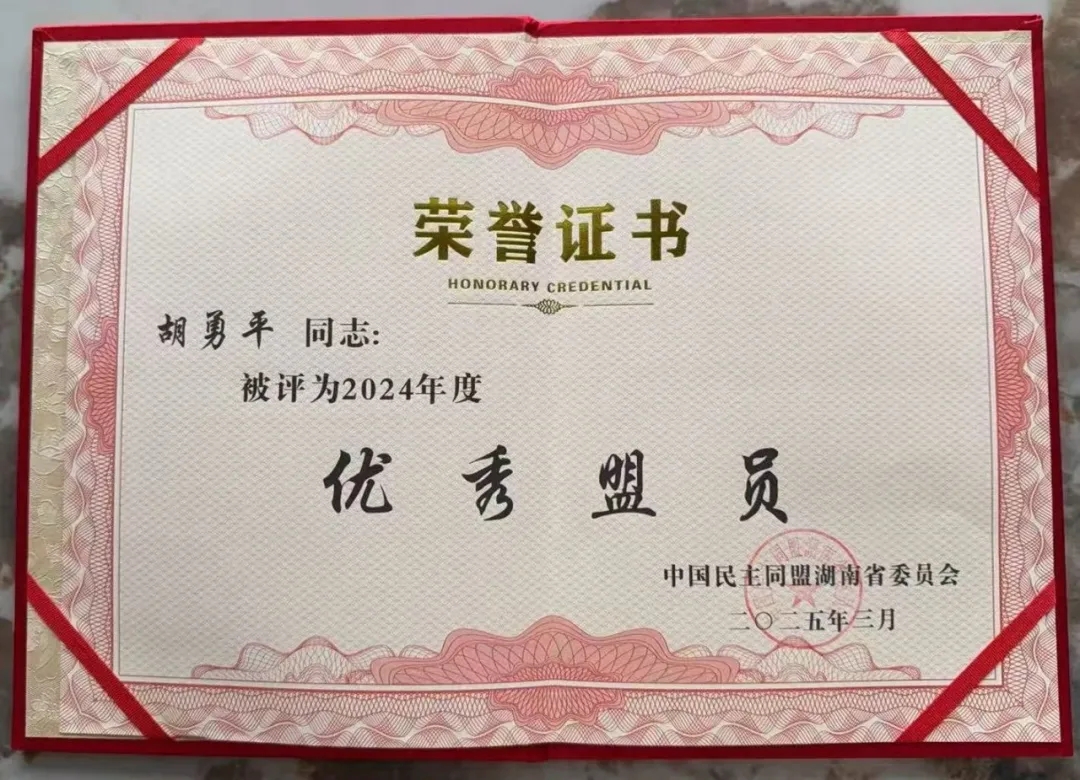 荣誉证书
HONORARY CREDENTIAL
胡勇平 同志:
被评为2024年度
优秀盟员
中国民主同盟湖南省委员会
二〇二五年三月